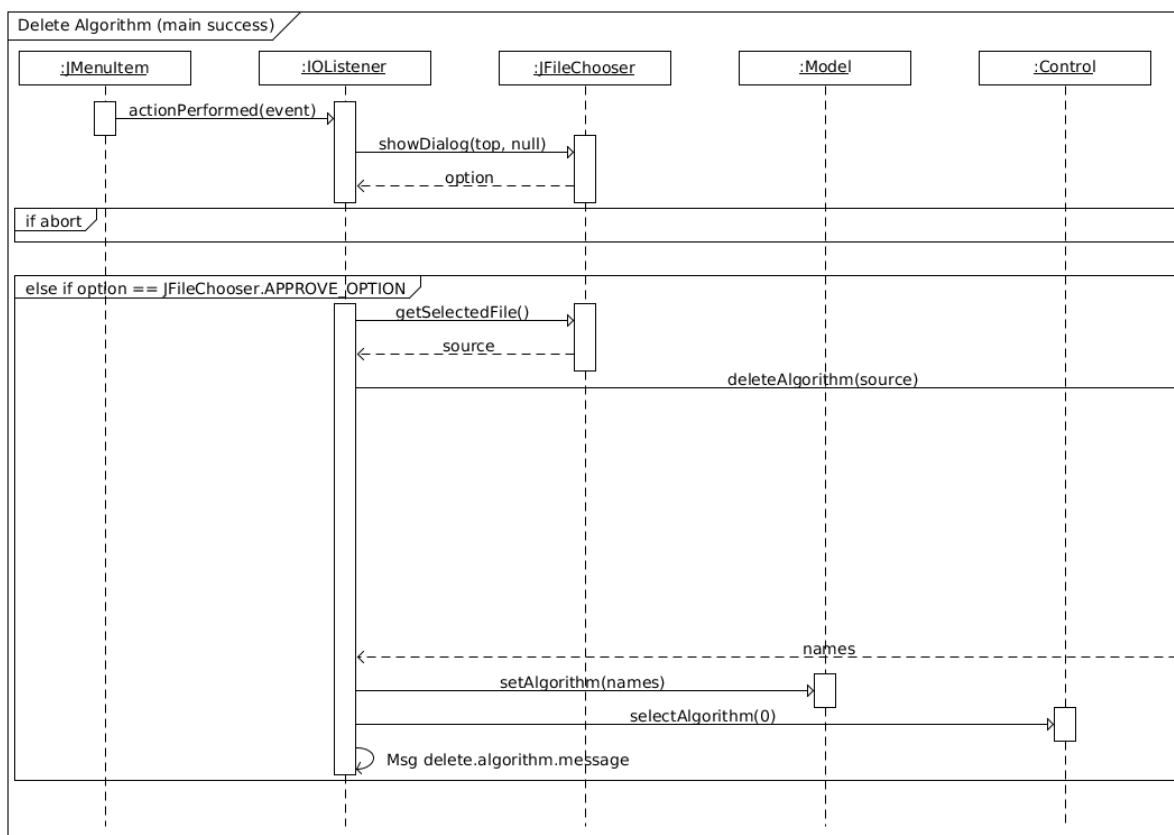 Delete Algorithm (main success)
:JMenuItem
:IOListener
:JFileChooser
:Model
:Control
actionPerformed(event)
showDialog(top, null)
option
if abort
else if option == JFileChooser.APPROVE_OPTION
getSelectedFile()
source
deleteAlgorithm(source)
names
setAlgorithm(names)
selectAlgorithm(0)
Msg delete.algorithm.message